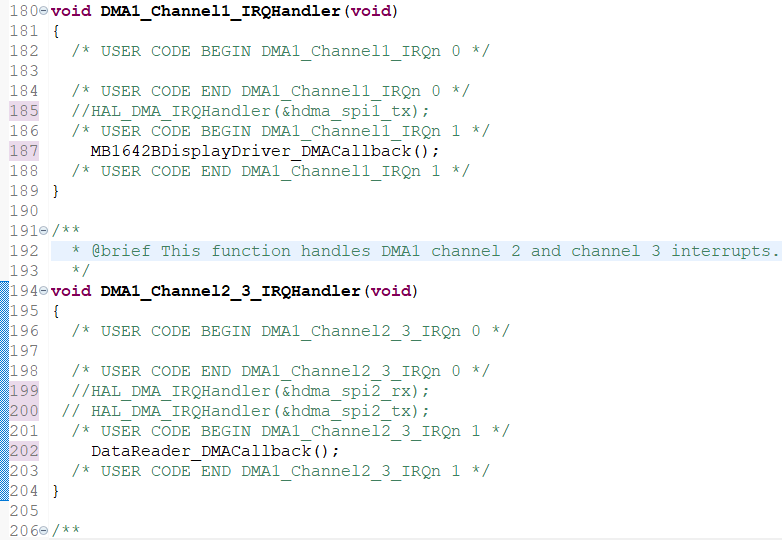 180 void DMA1_Channel1_IRQHandler(void)
181 {
182   /* USER CODE BEGIN DMA1_Channel1_IRQn 0 */
183
184   /* USER CODE END DMA1_Channel1_IRQn 0 */
185   //HAL_DMA_IRQHandler(&hdma_spi1_tx);
186   /* USER CODE BEGIN DMA1_Channel1_IRQn 1 */
187     MB1642BDisplayDriver_DMACallback();
188   /* USER CODE END DMA1_Channel1_IRQn 1 */
189 }
190
191 /**
192   * @brief This function handles DMA1 channel 2 and channel 3 interrupts.
193   */
194 void DMA1_Channel2_3_IRQHandler(void)
195 {
196   /* USER CODE BEGIN DMA1_Channel2_3_IRQn 0 */
197
198   /* USER CODE END DMA1_Channel2_3_IRQn 0 */
199   //HAL_DMA_IRQHandler(&hdma_spi2_rx);
200  // HAL_DMA_IRQHandler(&hdma_spi2_tx);
201   /* USER CODE BEGIN DMA1_Channel2_3_IRQn 1 */
202     DataReader_DMACallback();
203   /* USER CODE END DMA1_Channel2_3_IRQn 1 */
204 }
205
206 /**